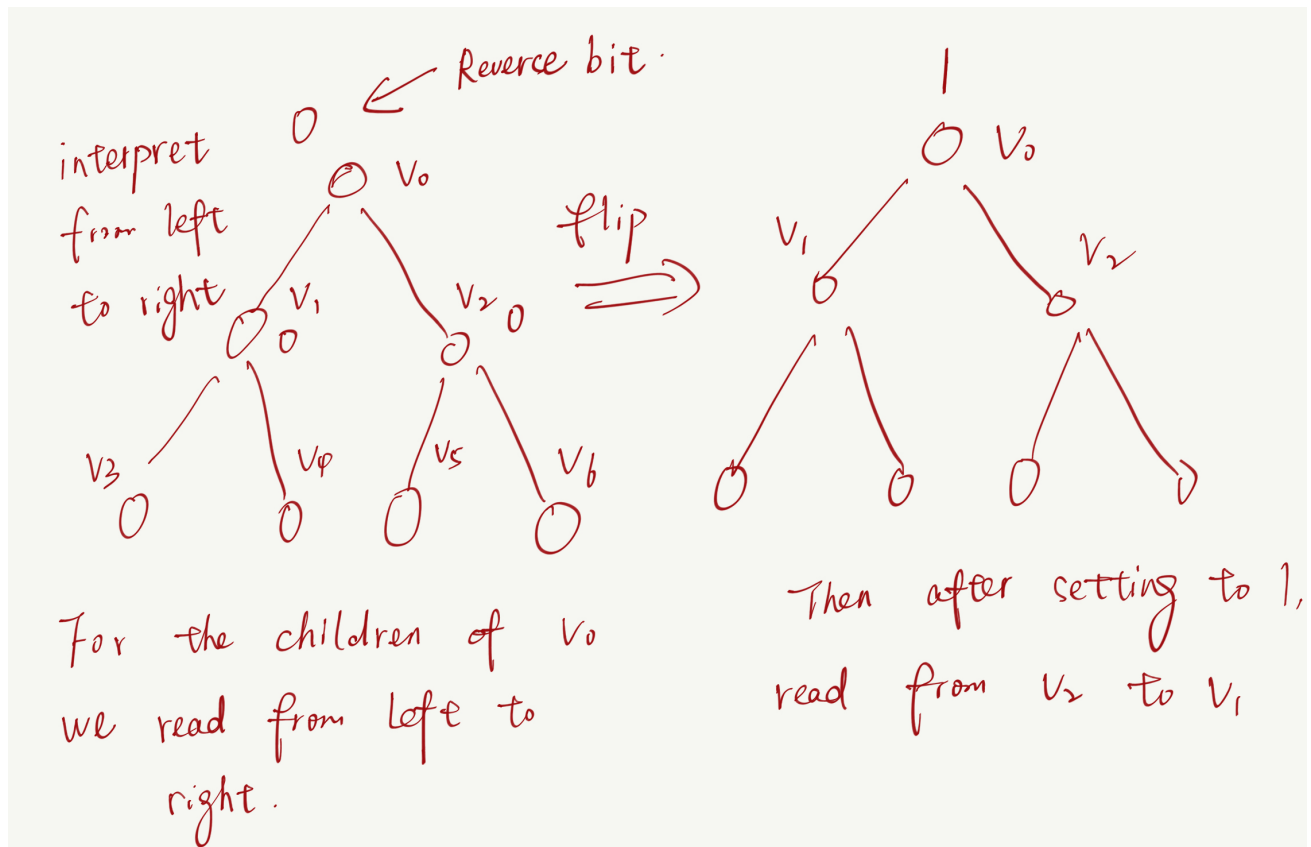 0
Reverce bit.
interpret
from left
to right
V₀
V₁
0
V₂
0
V3
V4
V5
V6
flip
1
V₀
V₁
V₂
For the children of V₀
we read from left to
right.
Then after setting to 1,
read from V₂ to V₁